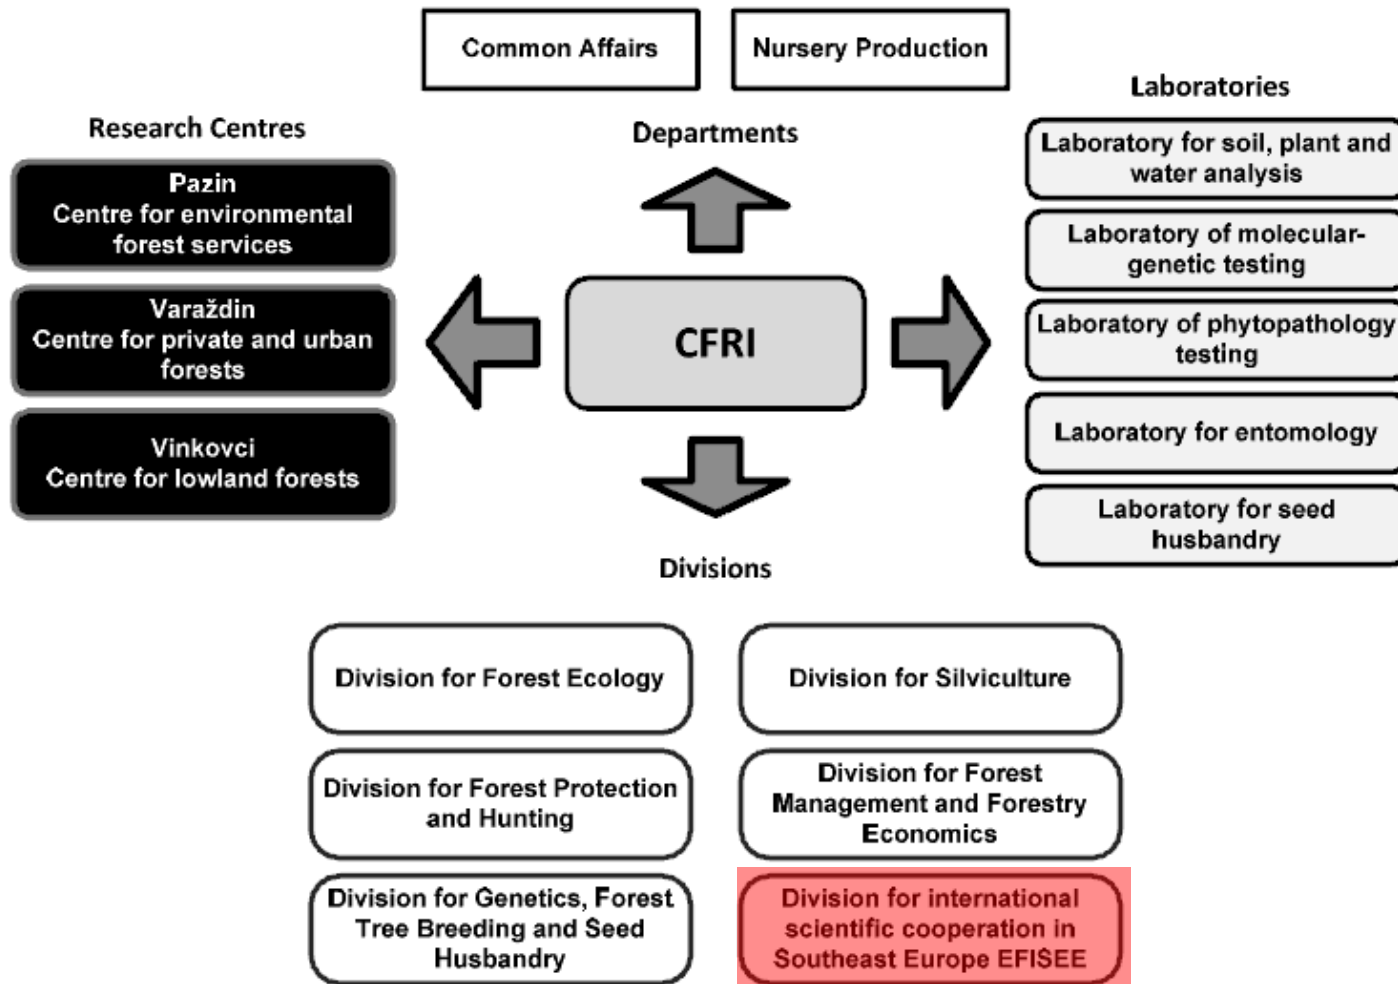 Common Affairs
Nursery Production
Departments
Research Centres
Pazin
Centre for environmental
forest services
Varaždin
Centre for private and urban
forests
Vinkovci
Centre for lowland forests
CFRI
Laboratories
Laboratory for soil, plant and
water analysis
Laboratory of molecular-
genetic testing
Laboratory of phytopathology
testing
Laboratory for entomology
Laboratory for seed
husbandry
Divisions
Division for Forest Ecology
Division for Silviculture
Division for Forest Protection
and Hunting
Division for Forest
Management and Forestry
Economics
Division for Genetics, Forest
Tree Breeding and Seed
Husbandry
Division for international
scientific cooperation in
Southeast Europe EFISEE